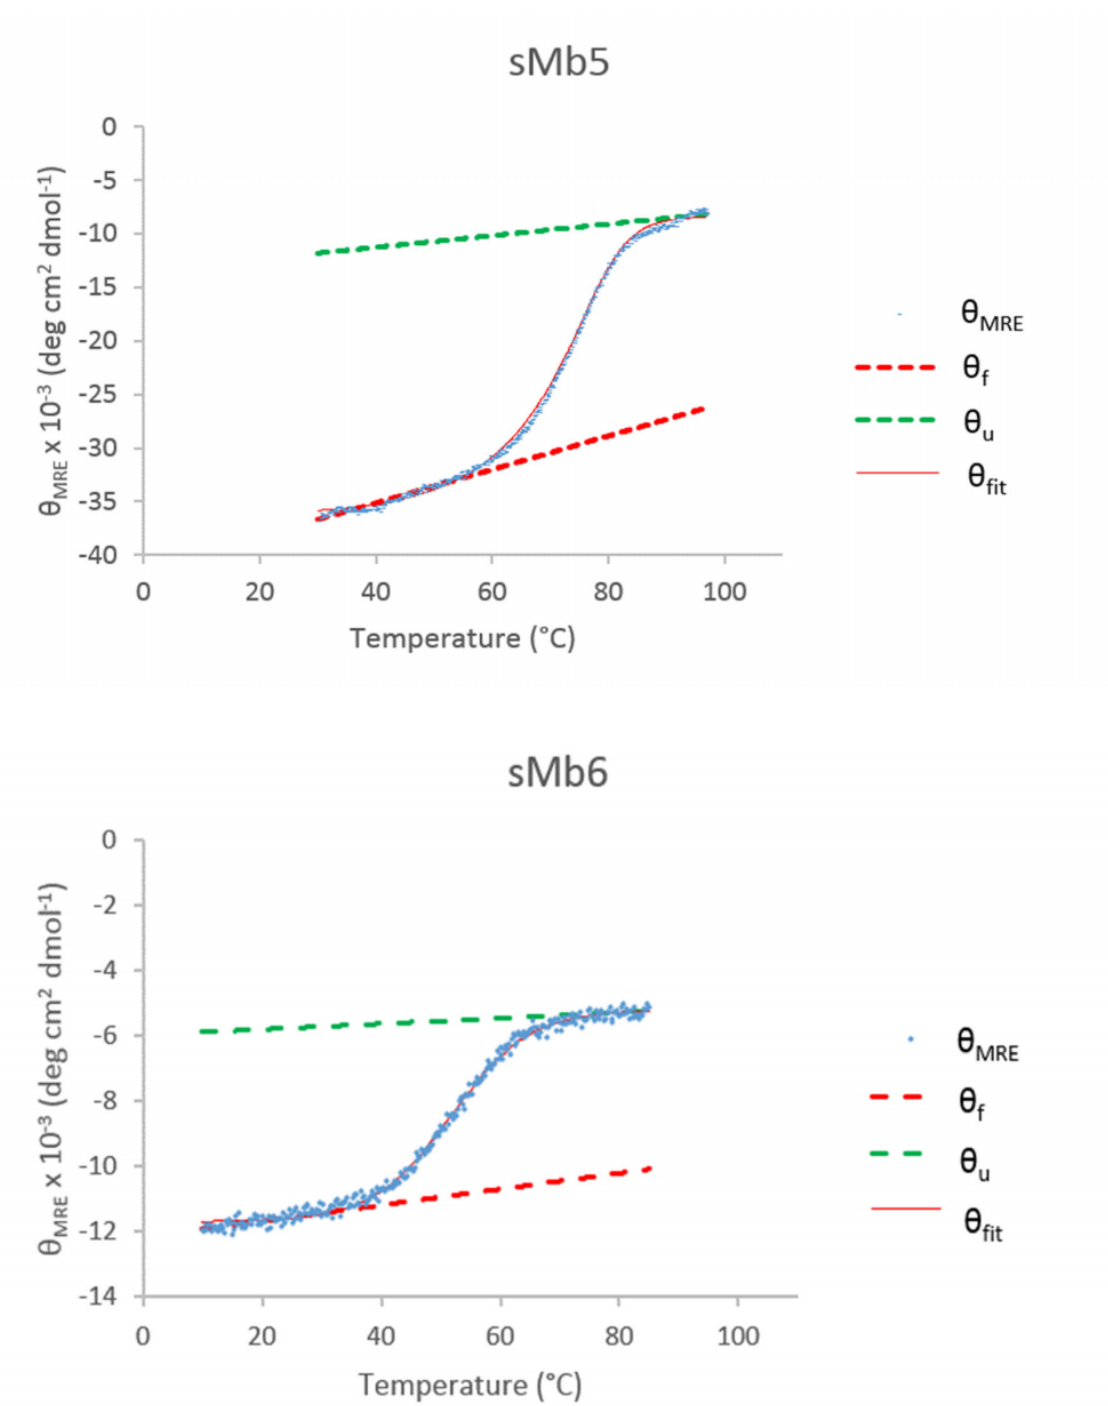 sMb5
0
-5
-10
-15
-20
-25
-30
-35
-40
θMRE x 10⁻³ (deg cm² dmol⁻¹)
0 20 40 60 80 100
Temperature (°C)
θMRE
θf
θu
θfit
sMb6
0
-2
-4
-6
-8
-10
-12
-14
θMRE x 10⁻³ (deg cm² dmol⁻¹)
0 20 40 60 80 100
Temperature (°C)
θMRE
θf
θu
θfit